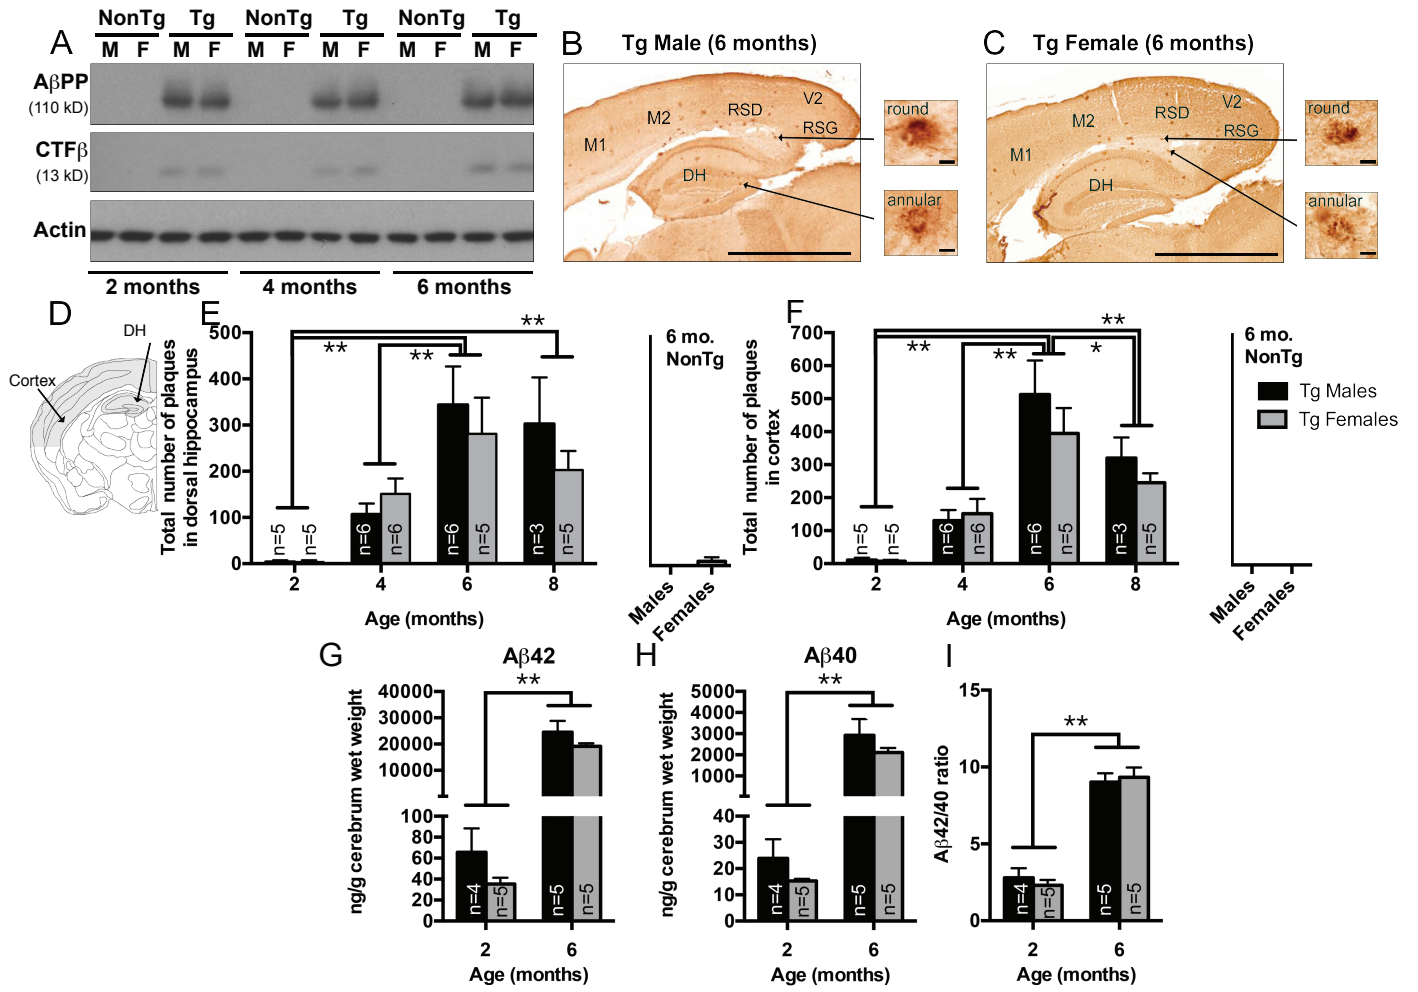 A
NonTg Tg NonTg Tg NonTg Tg
M F M F M F M F M F M F
AβPP
(110 kD)
CTFβ
(13 kD)
Actin
2 months 4 months 6 months
B
Tg Male (6 months)
M1 M2 RSD V2 RSG DH
round
annular
C
Tg Female (6 months)
M1 M2 RSD V2 RSG DH
round
annular
D
DH
Cortex
E
Total number of plaques
in dorsal hippocampus
500
400
300
200
100
0
** ** **
n=5 n=5 n=6 n=6 n=6 n=5 n=3 n=5
2 4 6 8
Age (months)
6 mo.
NonTg
Males Females
F
Total number of plaques
in cortex
700
600
500
400
300
200
100
0
** ** ** *
n=5 n=5 n=6 n=6 n=6 n=5 n=3 n=5
2 4 6 8
Age (months)
6 mo.
NonTg
Tg Males
Tg Females
Males Females
G
Aβ42
ng/g cerebrum wet weight
40000
30000
20000
10000
100
80
60
40
20
0
**
n=4 n=5 n=5 n=5
2 6
Age (months)
H
Aβ40
ng/g cerebrum wet weight
5000
4000
3000
2000
1000
40
30
20
10
0
**
n=4 n=5 n=5 n=5
2 6
Age (months)
I
Aβ42/40 ratio
15
10
5
0
**
n=4 n=5 n=5 n=5
2 6
Age (months)